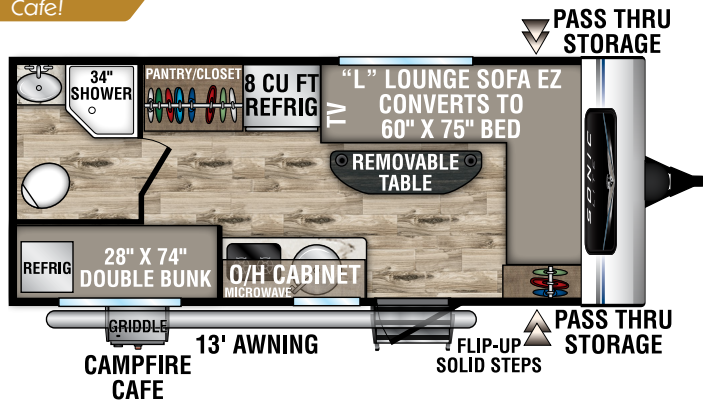 Cafe!
PASS THRU
STORAGE
34"
SHOWER
PANTRY/CLOSET
8 CU FT
REFRIG
TV
"L" LOUNGE SOFA EZ
CONVERTS TO
60" X 75" BED
REMOVABLE
TABLE
SONIC
REFRIG
28" X 74"
DOUBLE BUNK
O/H CABINET
MICROWAVE
GRIDDLE
CAMPFIRE
CAFE
13' AWNING
FLIP-UP
SOLID STEPS
PASS THRU
STORAGE